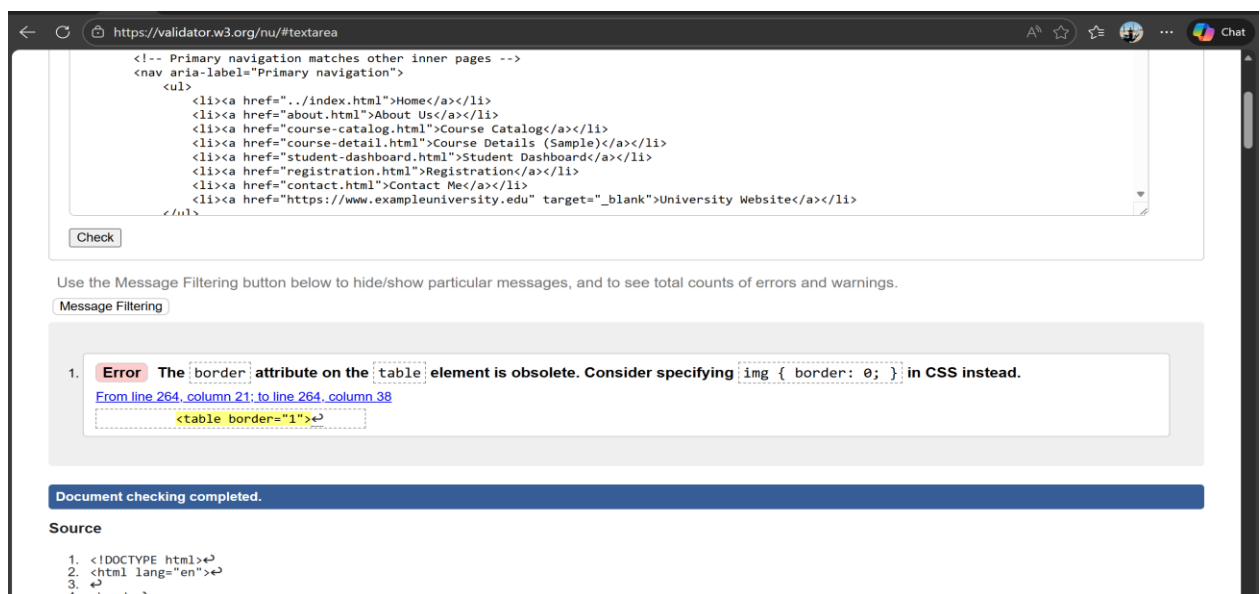 https://validator.w3.org/nu/#textarea
Chat
<!-- Primary navigation matches other inner pages -->
<nav aria-label="Primary navigation">
<ul>
<li><a href="../index.html">Home</a></li>
<li><a href="about.html">About Us</a></li>
<li><a href="course-catalog.html">Course Catalog</a></li>
<li><a href="course-detail.html">Course Details (Sample)</a></li>
<li><a href="student-dashboard.html">Student Dashboard</a></li>
<li><a href="registration.html">Registration</a></li>
<li><a href="contact.html">Contact Me</a></li>
<li><a href="https://www.exampleuniversity.edu" target="_blank">University Website</a></li>
</ul>
Check
Use the Message Filtering button below to hide/show particular messages, and to see total counts of errors and warnings.
Message Filtering
1. Error The border attribute on the table element is obsolete. Consider specifying img { border: 0; } in CSS instead.
From line 264, column 21; to line 264, column 38
<table border="1">↩
Document checking completed.
Source
1. <!DOCTYPE html>↩
2. <html lang="en">↩
3. ↩